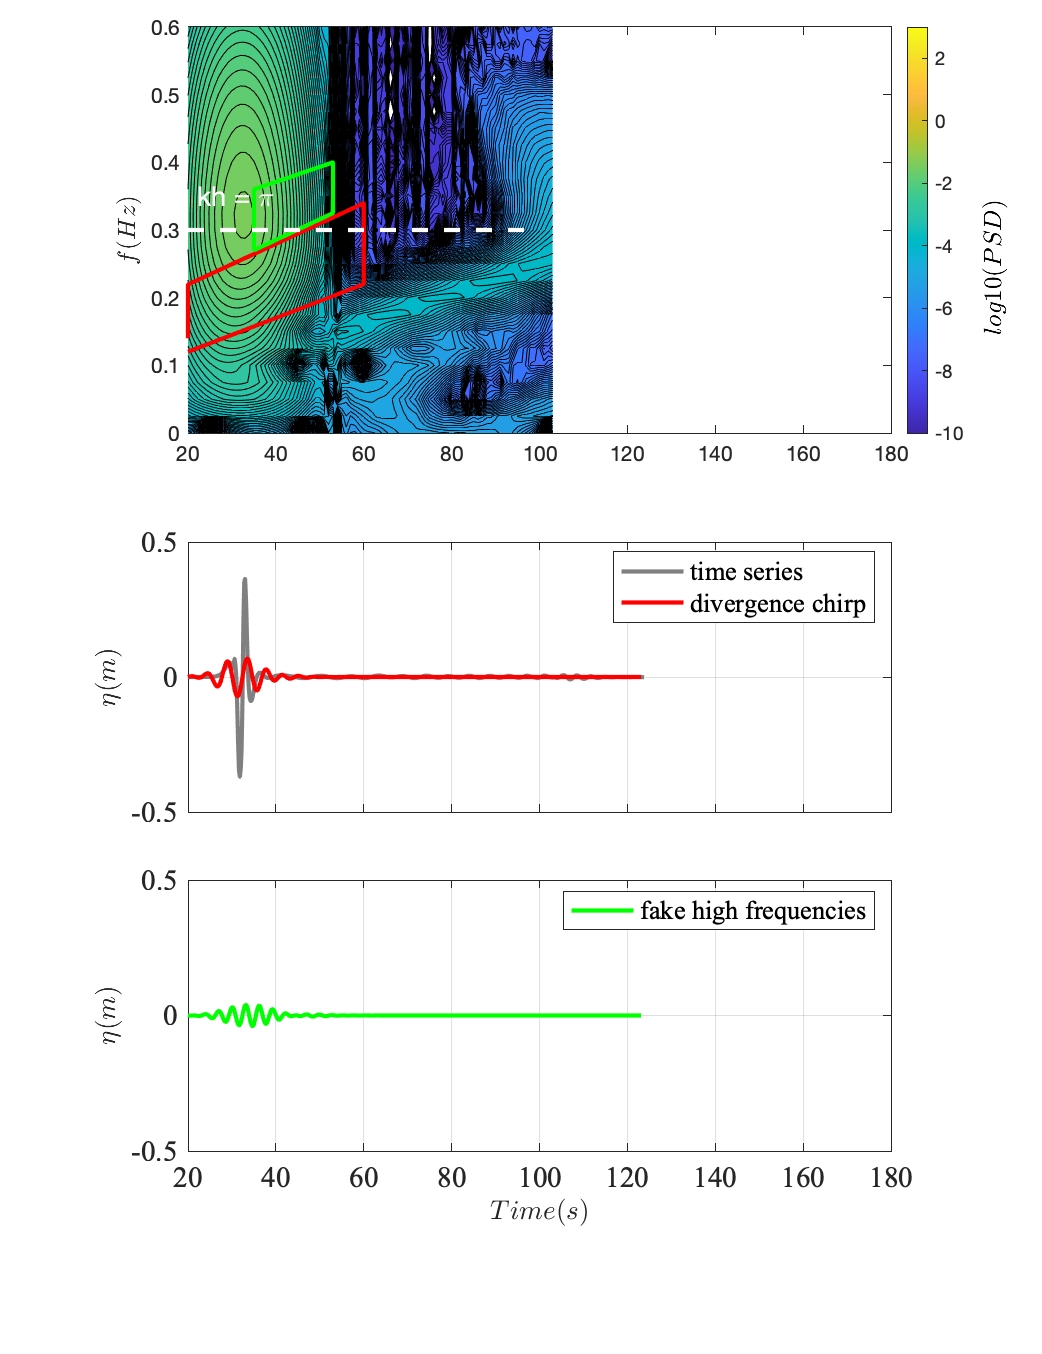 0.6
0.5
0.4
0.3
0.2
0.1
0
f(Hz)
kh = π
20 40 60 80 100 120 140 160 180
2
0
-2
-4
-6
-8
-10
log10(PSD)
0.5
0
-0.5
η(m)
time series
divergence chirp
0.5
0
-0.5
η(m)
fake high frequencies
20 40 60 80 100 120 140 160 180
Time(s)